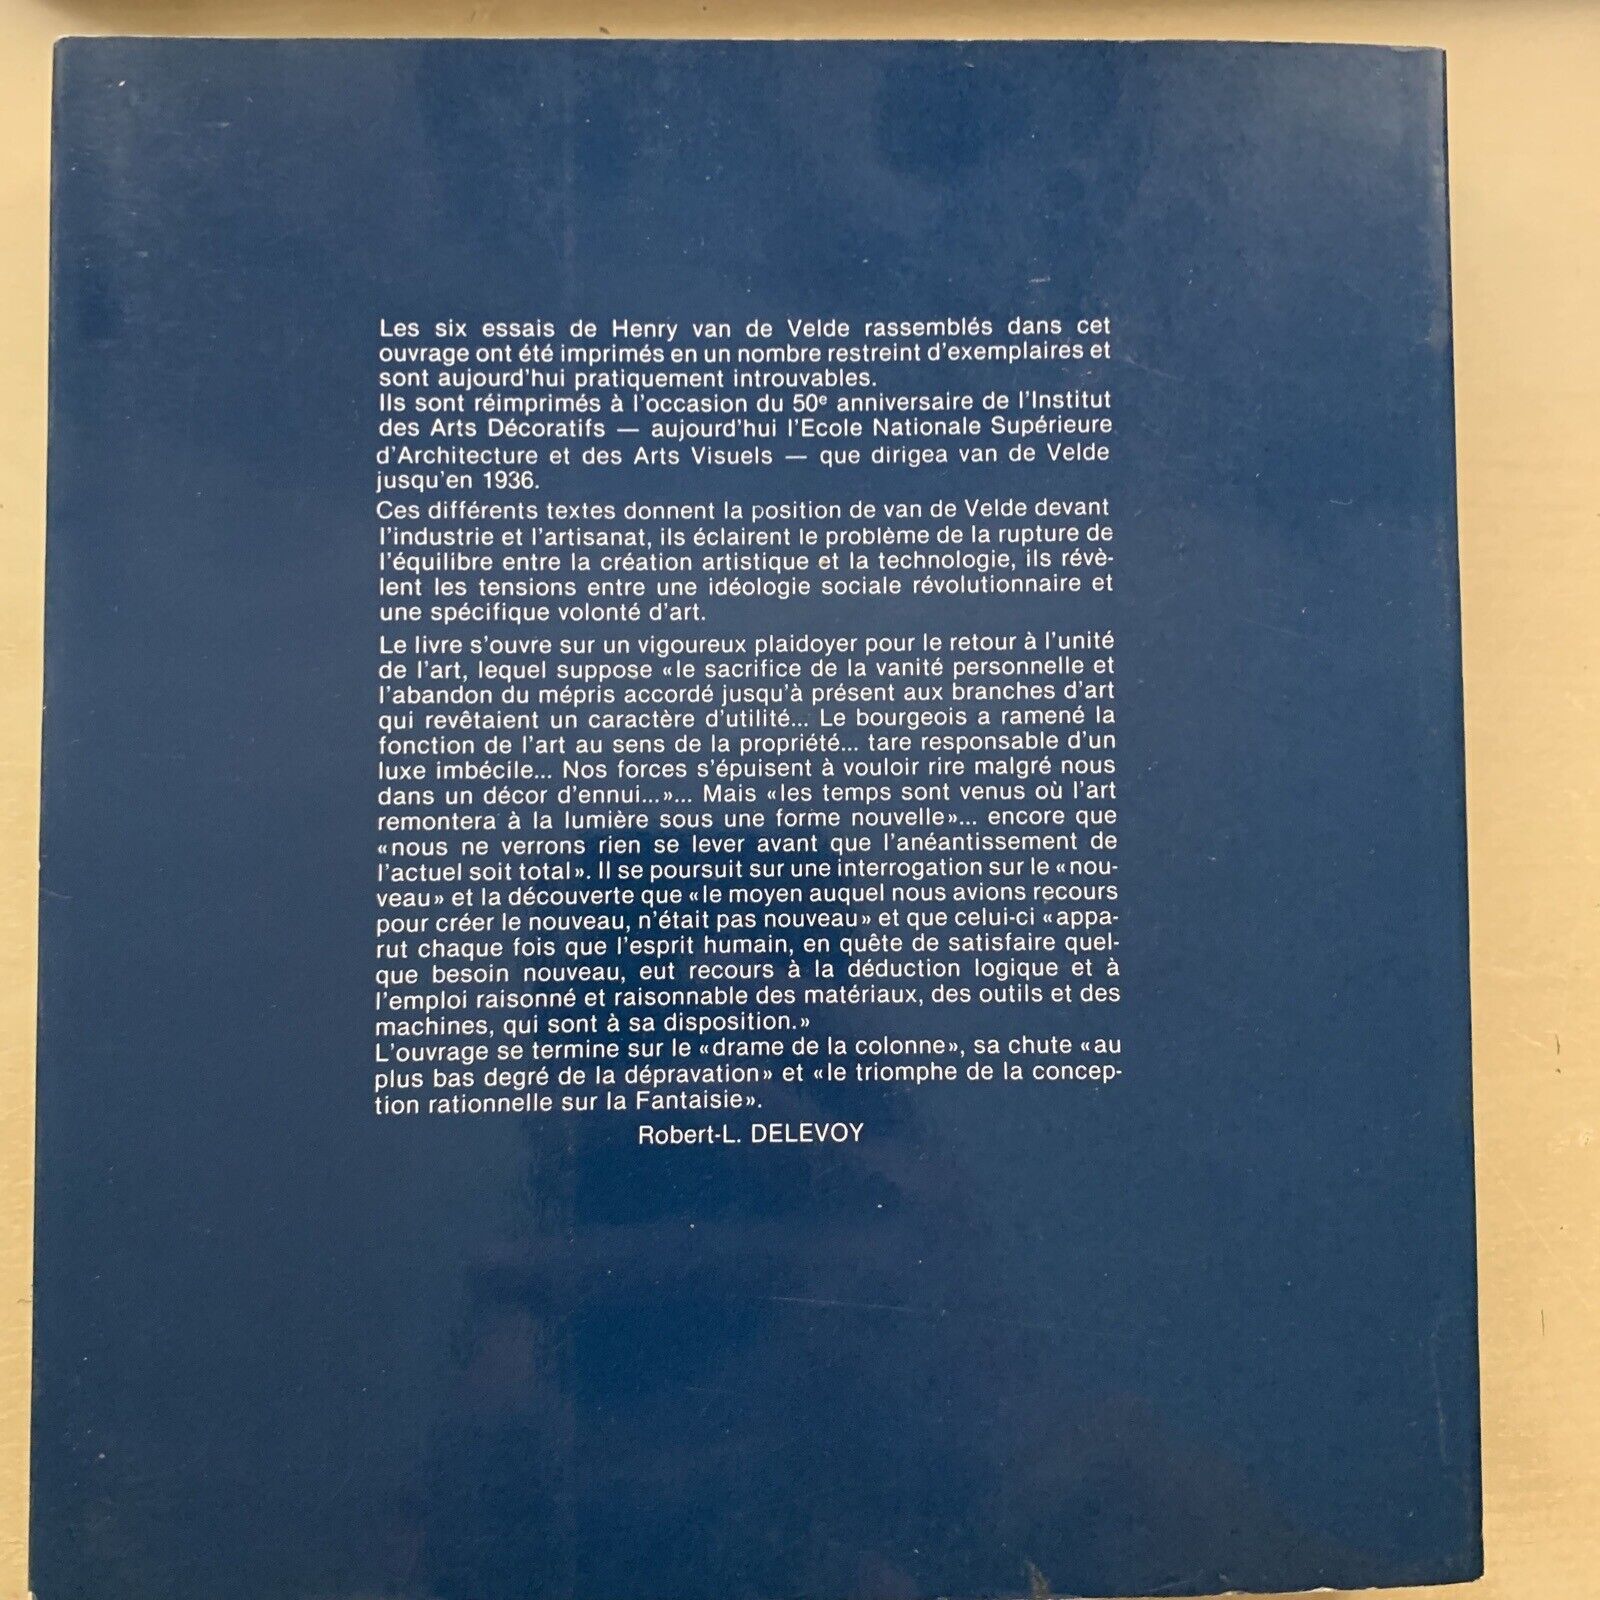 Les six essais de Henry van de Velde rassemblés dans cet
ouvrage ont été imprimés en un nombre restreint d'exemplaires et
sont aujourd'hui pratiquement introuvables.
Ils sont réimprimés à l'occasion du 50e anniversaire de l'Institut
des Arts Décoratifs — aujourd'hui l'Ecole Nationale Supérieure
d'Architecture et des Arts Visuels — que dirigea van de Velde
jusqu'en 1936.
Ces différents textes donnent la position de van de Velde devant
l'industrie et l'artisanat, ils éclairent le problème de la rupture de
l'équilibre entre la création artistique et la technologie, ils révè-
lent les tensions entre une idéologie sociale révolutionnaire et
une spécifique volonté d'art.
Le livre s'ouvre sur un vigoureux plaidoyer pour le retour à l'unité
de l'art, lequel suppose «le sacrifice de la vanité personnelle et
l'abandon du mépris accordé jusqu'à présent aux branches d'art
qui revêtaient un caractère d'utilité... Le bourgeois a ramené la
fonction de l'art au sens de la propriété... tare responsable d'un
luxe imbécile... Nos forces s'épuisent à vouloir rire malgré nous
dans un décor d'ennui...»... Mais «les temps sont venus où l'art
remontera à la lumière sous une forme nouvelle»... encore que
«nous ne verrons rien se lever avant que l'anéantissement de
l'actuel soit total». Il se poursuit sur une interrogation sur le «nou-
veau» et la découverte que «le moyen auquel nous avions recours
pour créer le nouveau, n'était pas nouveau» et que celui-ci «appa-
rut chaque fois que l'esprit humain, en quête de satisfaire quel-
que besoin nouveau, eut recours à la déduction logique et à
l'emploi raisonné et raisonnable des matériaux, des outils et des
machines, qui sont à sa disposition.»
L'ouvrage se termine sur le «drame de la colonne», sa chute «au
plus bas degré de la dépravation» et «le triomphe de la concep-
tion rationnelle sur la Fantaisie».
Robert-L. DELEVOY